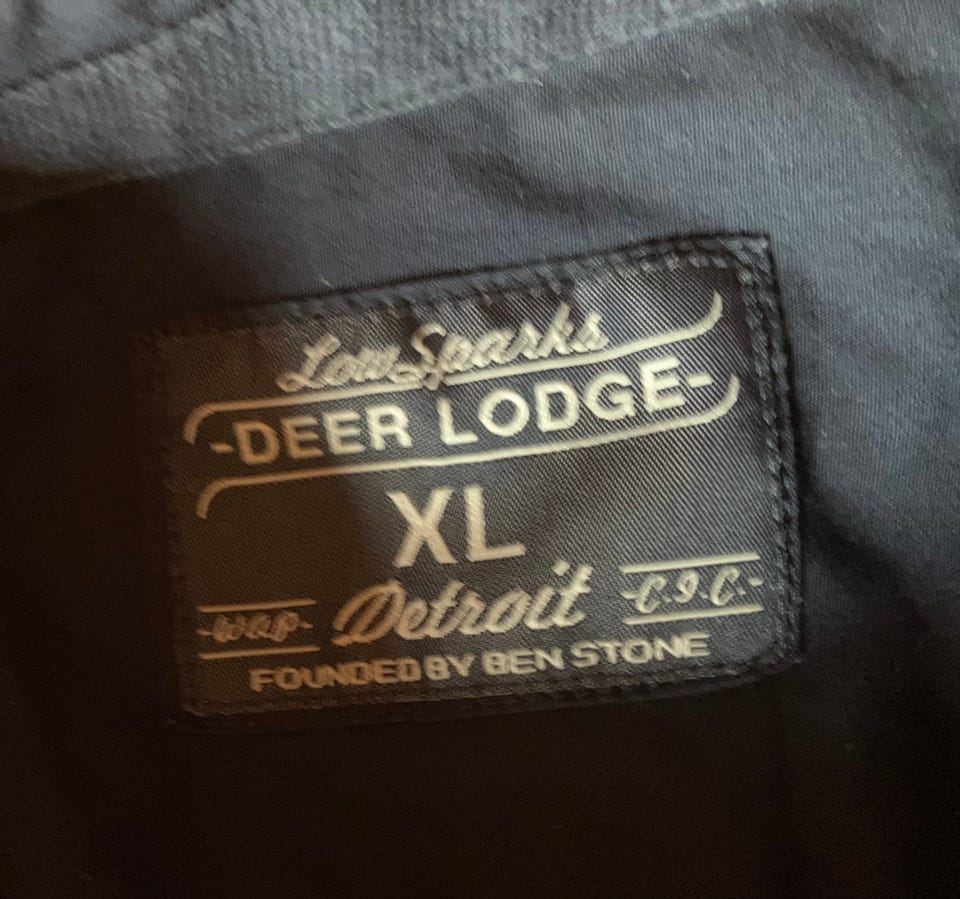 Low Sparks
-DEER LODGE-
XL
-WAP- Detroit -C.I.C.-
FOUNDED BY BEN STONE